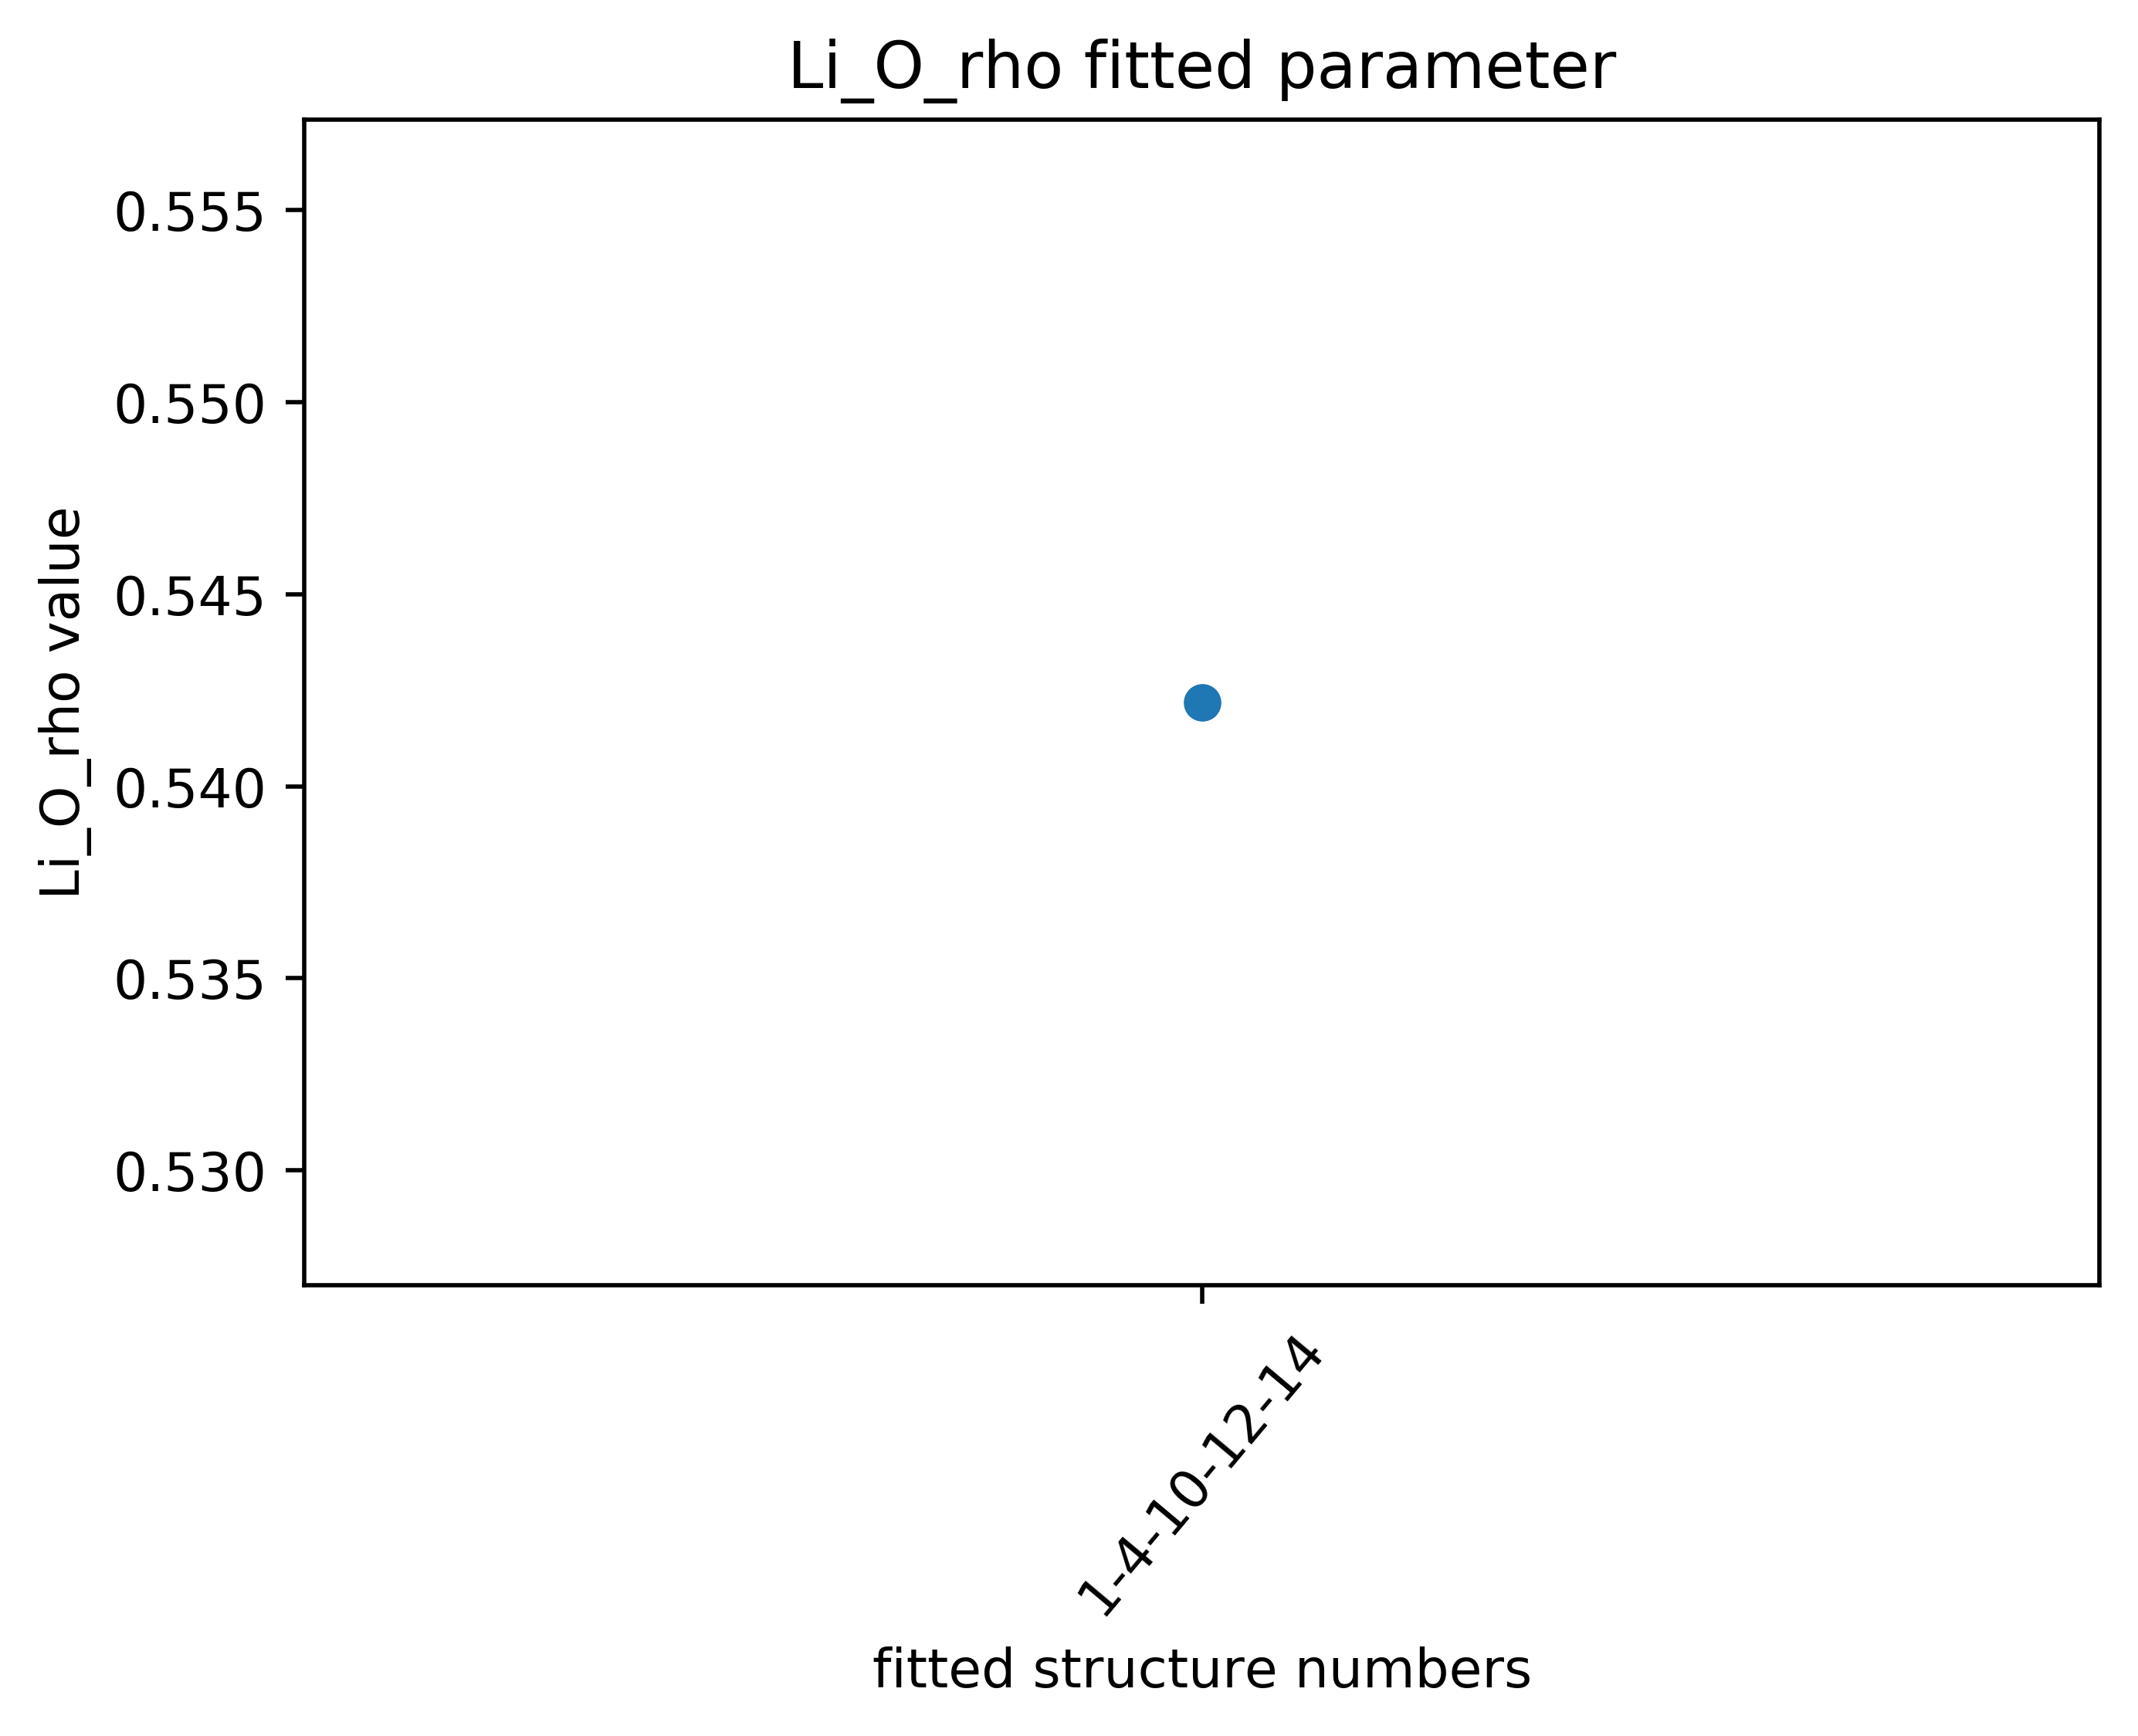 Li_O_rho fitted parameter
Li_O_rho value
0.555
0.550
0.545
0.540
0.535
0.530
1-4-10-12-14
fitted structure numbers